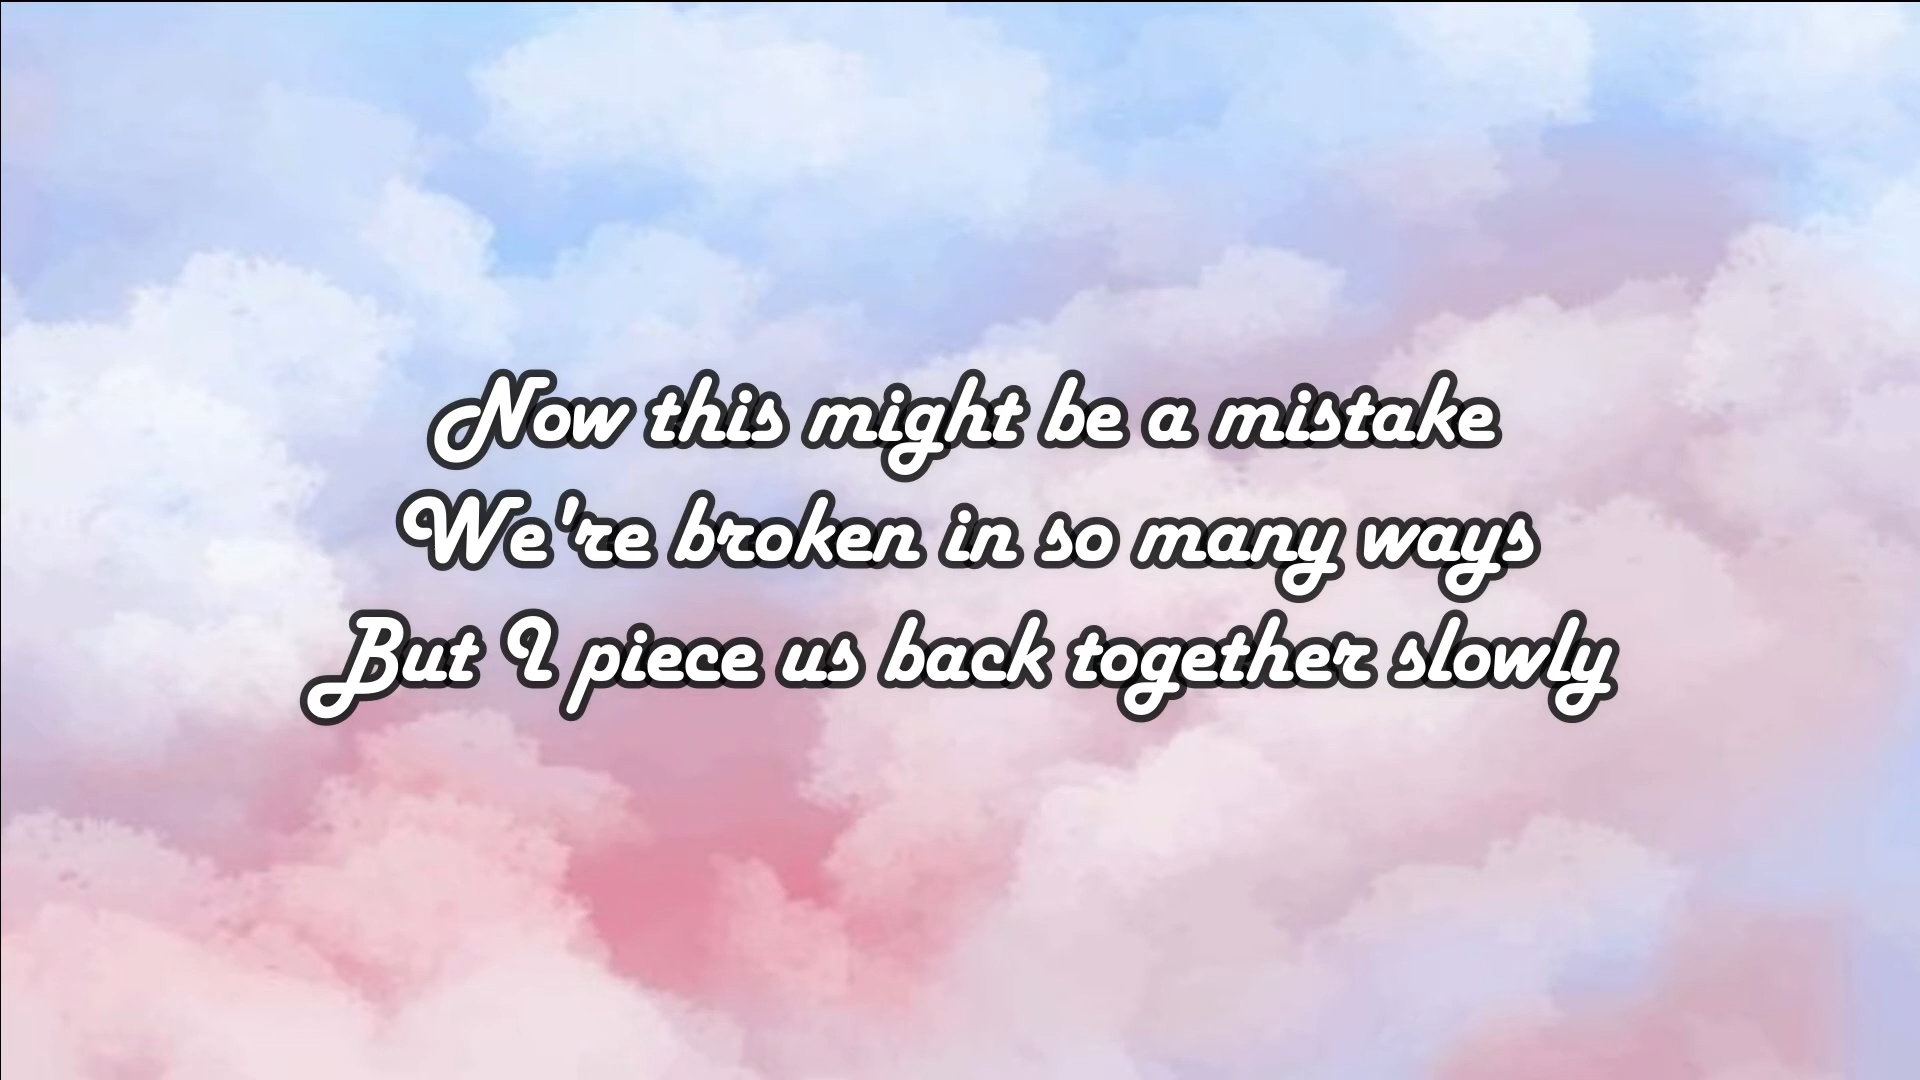 Now this might be a mistake
We're broken in so many ways
But I piece us back together slowly